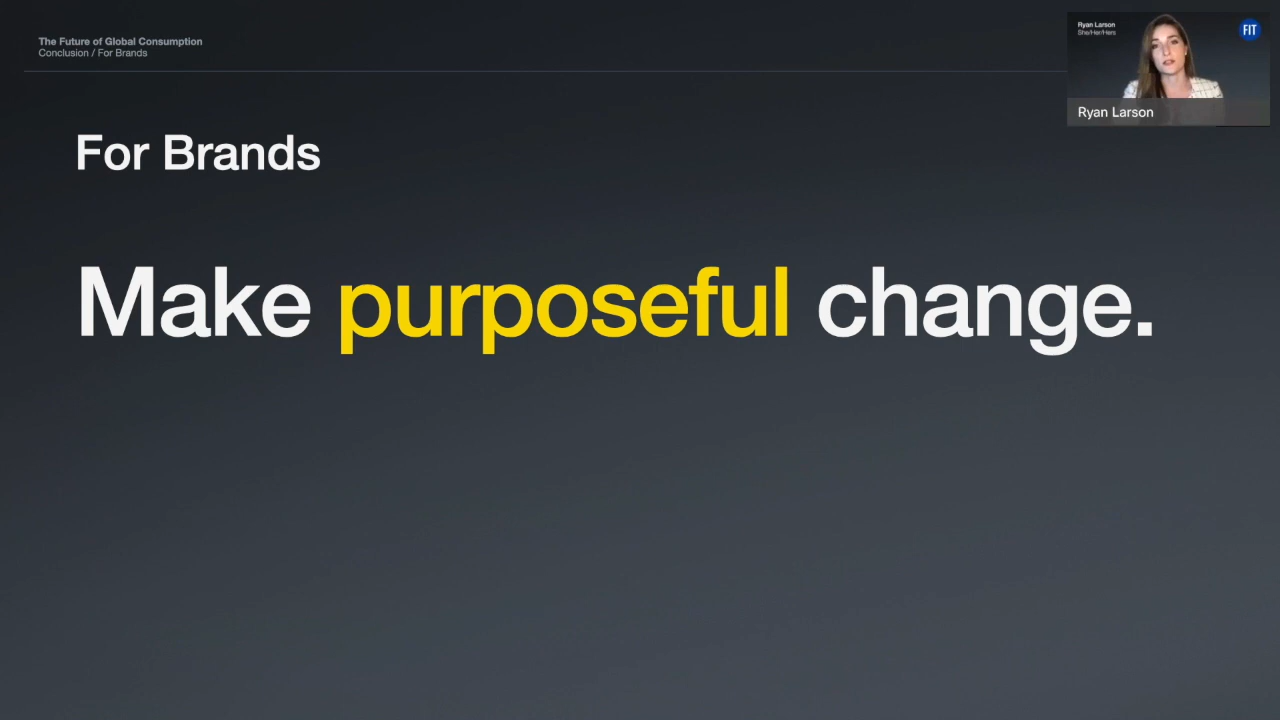 The Future of Global Consumption
Conclusion / For Brands
Ryan Larson
She/Her/Hers
FIT
Ryan Larson
For Brands
Make purposeful change.